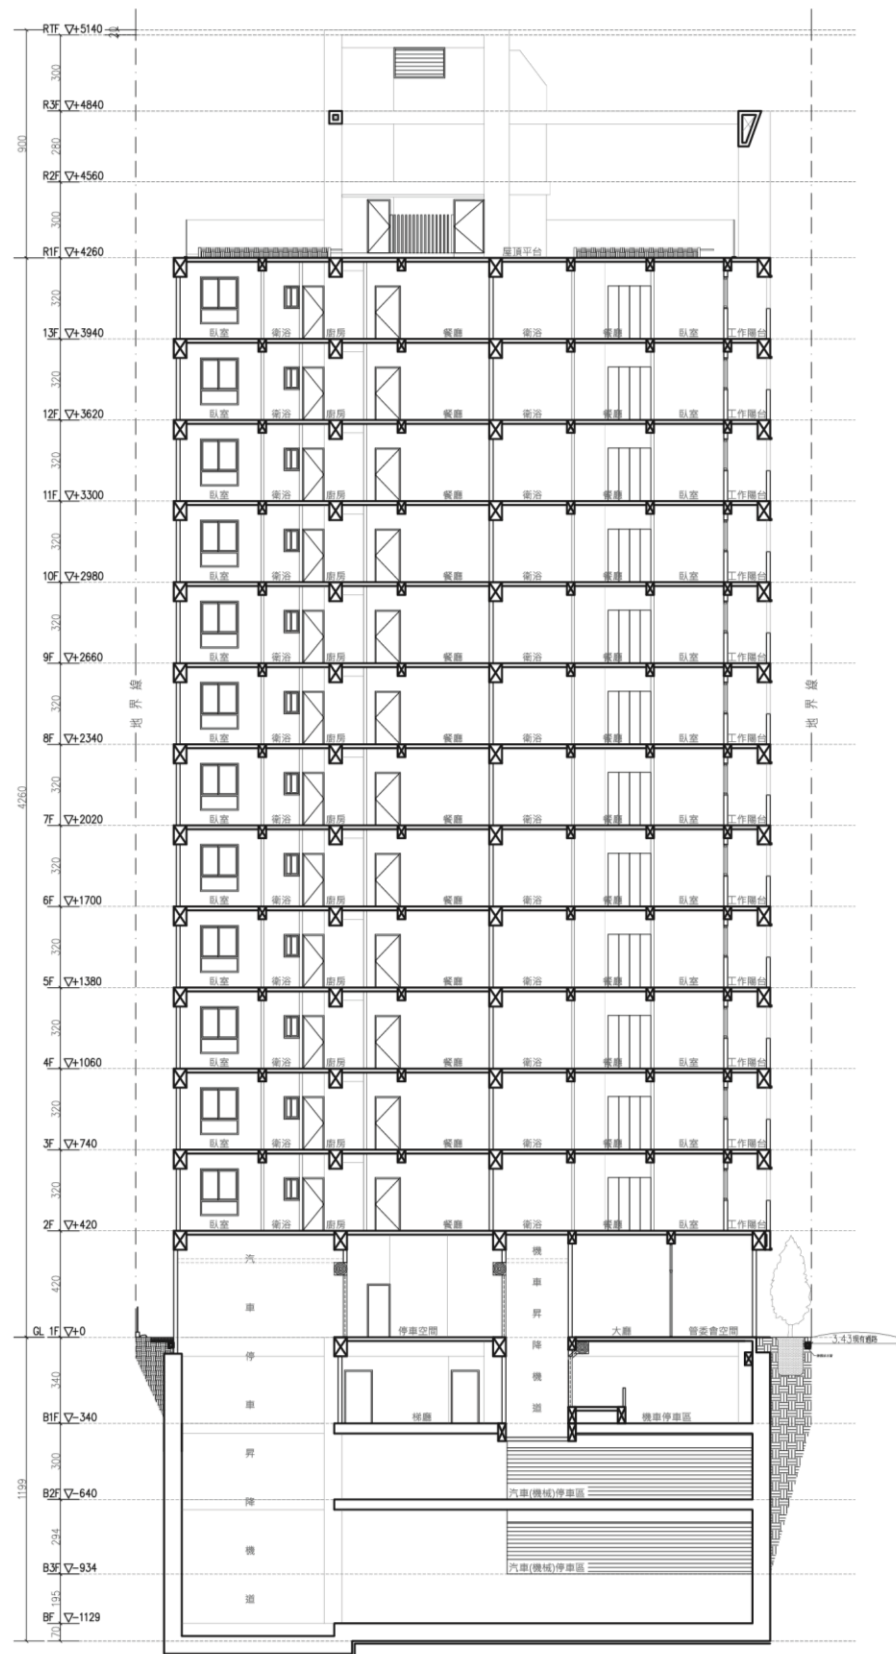 RTF ▽+5140
20
300
R3F ▽+4840
280
900
R2F ▽+4560
300
R1F ▽+4260
屋頂平台
320
13F ▽+3940
臥室 衛浴 廚房 餐廳 衛浴 餐廳 臥室 工作陽台
320
12F ▽+3620
臥室 衛浴 廚房 餐廳 衛浴 餐廳 臥室 工作陽台
320
11F ▽+3300
臥室 衛浴 廚房 餐廳 衛浴 餐廳 臥室 工作陽台
320
10F ▽+2980
臥室 衛浴 廚房 餐廳 衛浴 餐廳 臥室 工作陽台
320
9F ▽+2660
臥室 衛浴 廚房 餐廳 衛浴 餐廳 臥室 工作陽台
地界線
地界線
320
8F ▽+2340
臥室 衛浴 廚房 餐廳 衛浴 餐廳 臥室 工作陽台
4260
320
7F ▽+2020
臥室 衛浴 廚房 餐廳 衛浴 餐廳 臥室 工作陽台
320
6F ▽+1700
臥室 衛浴 廚房 餐廳 衛浴 餐廳 臥室 工作陽台
320
5F ▽+1380
臥室 衛浴 廚房 餐廳 衛浴 餐廳 臥室 工作陽台
320
4F ▽+1060
臥室 衛浴 廚房 餐廳 衛浴 餐廳 臥室 工作陽台
320
3F ▽+740
臥室 衛浴 廚房 餐廳 衛浴 餐廳 臥室 工作陽台
320
2F ▽+420
臥室 衛浴 廚房 餐廳 衛浴 餐廳 臥室 工作陽台
420
汽車停車昇降機道
機車昇降機道
GL 1F ▽+0
停車空間 大廳 管委會空間
3.43現有道路
340
B1F ▽-340
梯廳 機車停車區
300
1199
B2F ▽-640
汽車(機械)停車區
294
B3F ▽-934
汽車(機械)停車區
195
BF ▽-1129
70